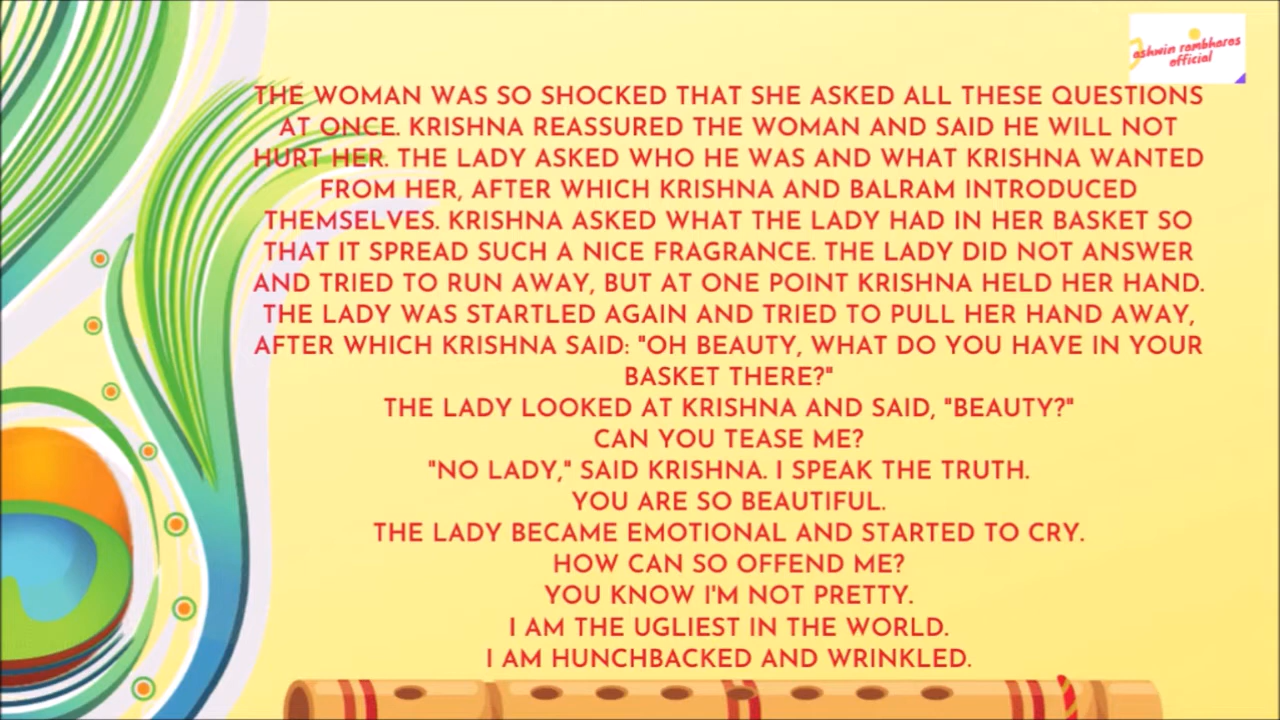 ashwin rambharos
official
THE WOMAN WAS SO SHOCKED THAT SHE ASKED ALL THESE QUESTIONS
AT ONCE. KRISHNA REASSURED THE WOMAN AND SAID HE WILL NOT
HURT HER. THE LADY ASKED WHO HE WAS AND WHAT KRISHNA WANTED
FROM HER, AFTER WHICH KRISHNA AND BALRAM INTRODUCED
THEMSELVES. KRISHNA ASKED WHAT THE LADY HAD IN HER BASKET SO
THAT IT SPREAD SUCH A NICE FRAGRANCE. THE LADY DID NOT ANSWER
AND TRIED TO RUN AWAY, BUT AT ONE POINT KRISHNA HELD HER HAND.
THE LADY WAS STARTLED AGAIN AND TRIED TO PULL HER HAND AWAY,
AFTER WHICH KRISHNA SAID: "OH BEAUTY, WHAT DO YOU HAVE IN YOUR
BASKET THERE?"
THE LADY LOOKED AT KRISHNA AND SAID, "BEAUTY?"
CAN YOU TEASE ME?
"NO LADY," SAID KRISHNA. I SPEAK THE TRUTH.
YOU ARE SO BEAUTIFUL.
THE LADY BECAME EMOTIONAL AND STARTED TO CRY.
HOW CAN SO OFFEND ME?
YOU KNOW I'M NOT PRETTY.
I AM THE UGLIEST IN THE WORLD.
I AM HUNCHBACKED AND WRINKLED.